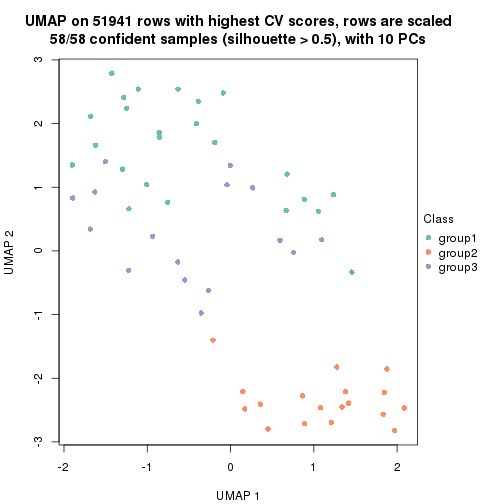 UMAP on 51941 rows with highest CV scores, rows are scaled
58/58 confident samples (silhouette > 0.5), with 10 PCs
3
2
1
0
-1
-2
-3
UMAP 2
-2 -1 0 1 2
UMAP 1
Class
group1
group2
group3